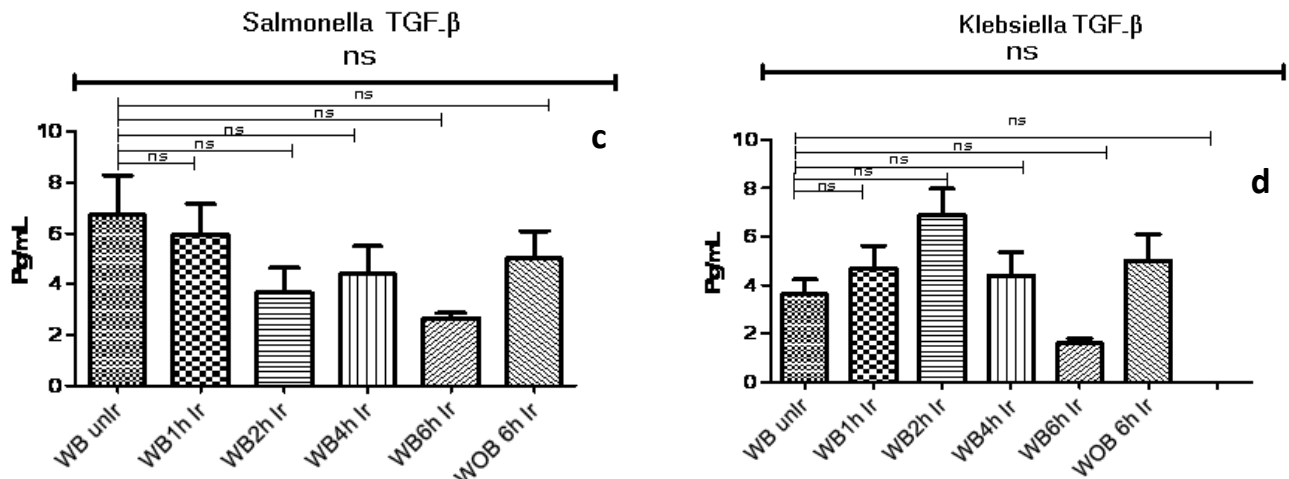 Salmonella TGF-β
ns
ns
ns
ns
ns
ns
c
10
8
6
4
2
0
Pg/mL
WB unIr
WB1h Ir
WB2h Ir
WB4h Ir
WB6h Ir
WOB 6h Ir
Klebsiella TGF-β
ns
ns
ns
ns
ns
ns
d
10
8
6
4
2
0
Pg/mL
WB unIr
WB1h Ir
WB2h Ir
WB4h Ir
WB6h Ir
WOB 6h Ir